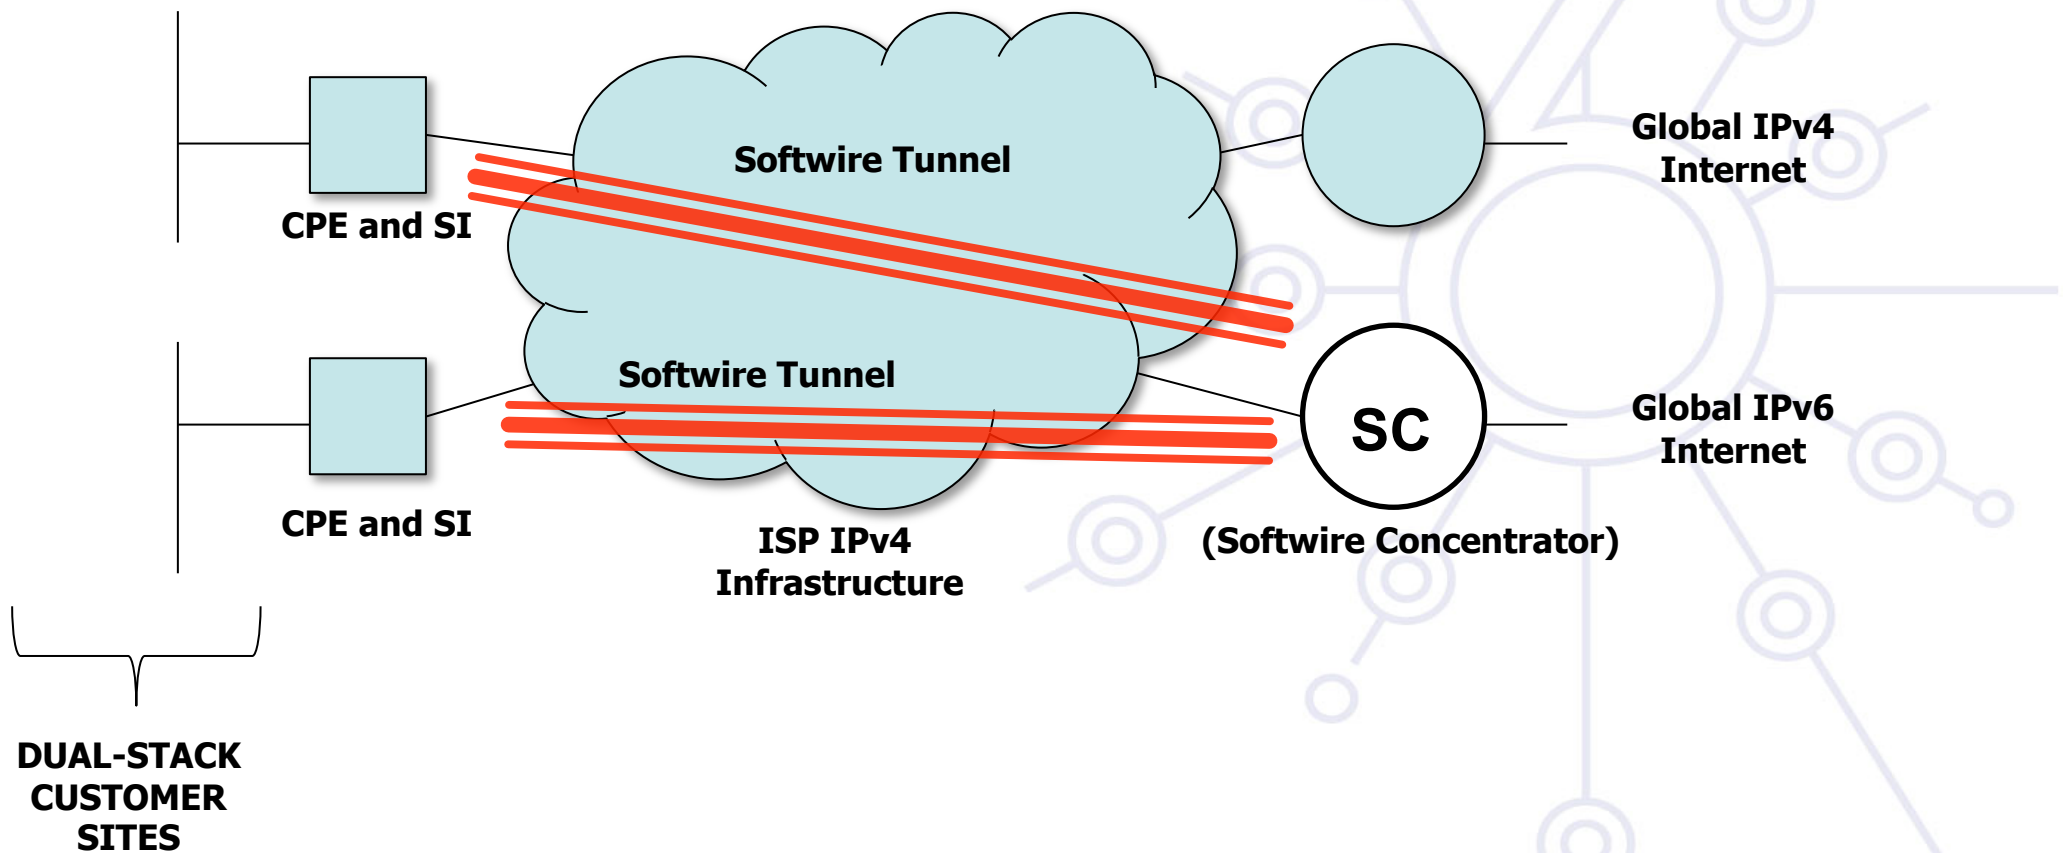 Softwire Tunnel
Global IPv4
Internet
CPE and SI
Softwire Tunnel
SC
Global IPv6
Internet
CPE and SI
ISP IPv4
Infrastructure
(Softwire Concentrator)
DUAL-STACK
CUSTOMER
SITES